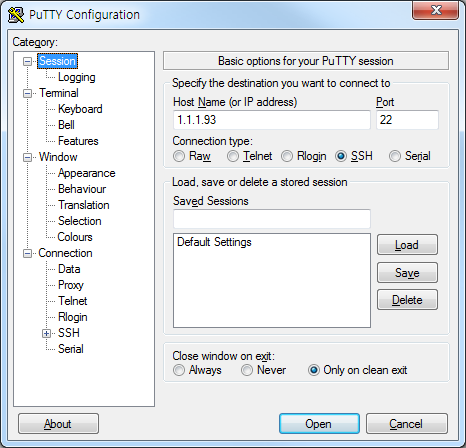 PuTTY Configuration
Category:
Session
Logging
Terminal
Keyboard
Bell
Features
Window
Appearance
Behaviour
Translation
Selection
Colours
Connection
Data
Proxy
Telnet
Rlogin
SSH
Serial
Basic options for your PuTTY session
Specify the destination you want to connect to
Host Name (or IP address) Port
1.1.1.93 22
Connection type:
Raw Telnet Rlogin SSH Serial
Load, save or delete a stored session
Saved Sessions
Default Settings
Load
Save
Delete
Close window on exit:
Always Never Only on clean exit
About Open Cancel